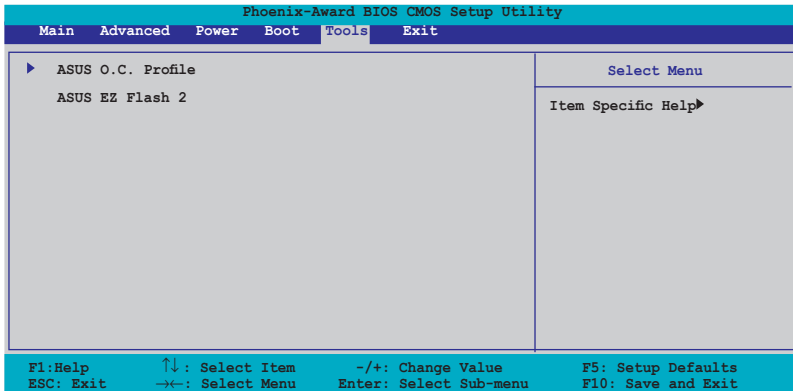 Phoenix-Award BIOS CMOS Setup Utility
Main Advanced Power Boot Tools Exit
ASUS O.C. Profile
ASUS EZ Flash 2
Select Menu
Item Specific Help
F1:Help ↑↓: Select Item -/+: Change Value F5: Setup Defaults
ESC: Exit →←: Select Menu Enter: Select Sub-menu F10: Save and Exit